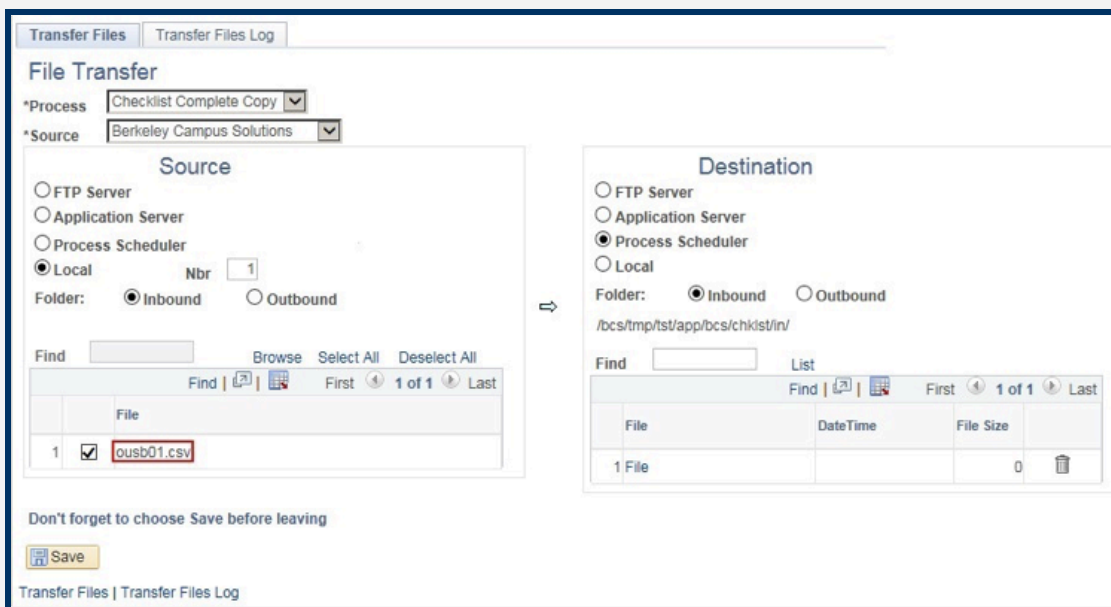 Transfer Files Transfer Files Log
File Transfer
*Process Checklist Complete Copy
*Source Berkeley Campus Solutions
Source
FTP Server
Application Server
Process Scheduler
Local Nbr 1
Folder: Inbound Outbound
Find Browse Select All Deselect All
Find | | First 1 of 1 Last
File
1 ousb01.csv
Destination
FTP Server
Application Server
Process Scheduler
Local
Folder: Inbound Outbound
/bcs/tmp/tst/app/bcs/chklst/in/
Find List
Find | | First 1 of 1 Last
File DateTime File Size
1 File 0
Don't forget to choose Save before leaving
Save
Transfer Files | Transfer Files Log